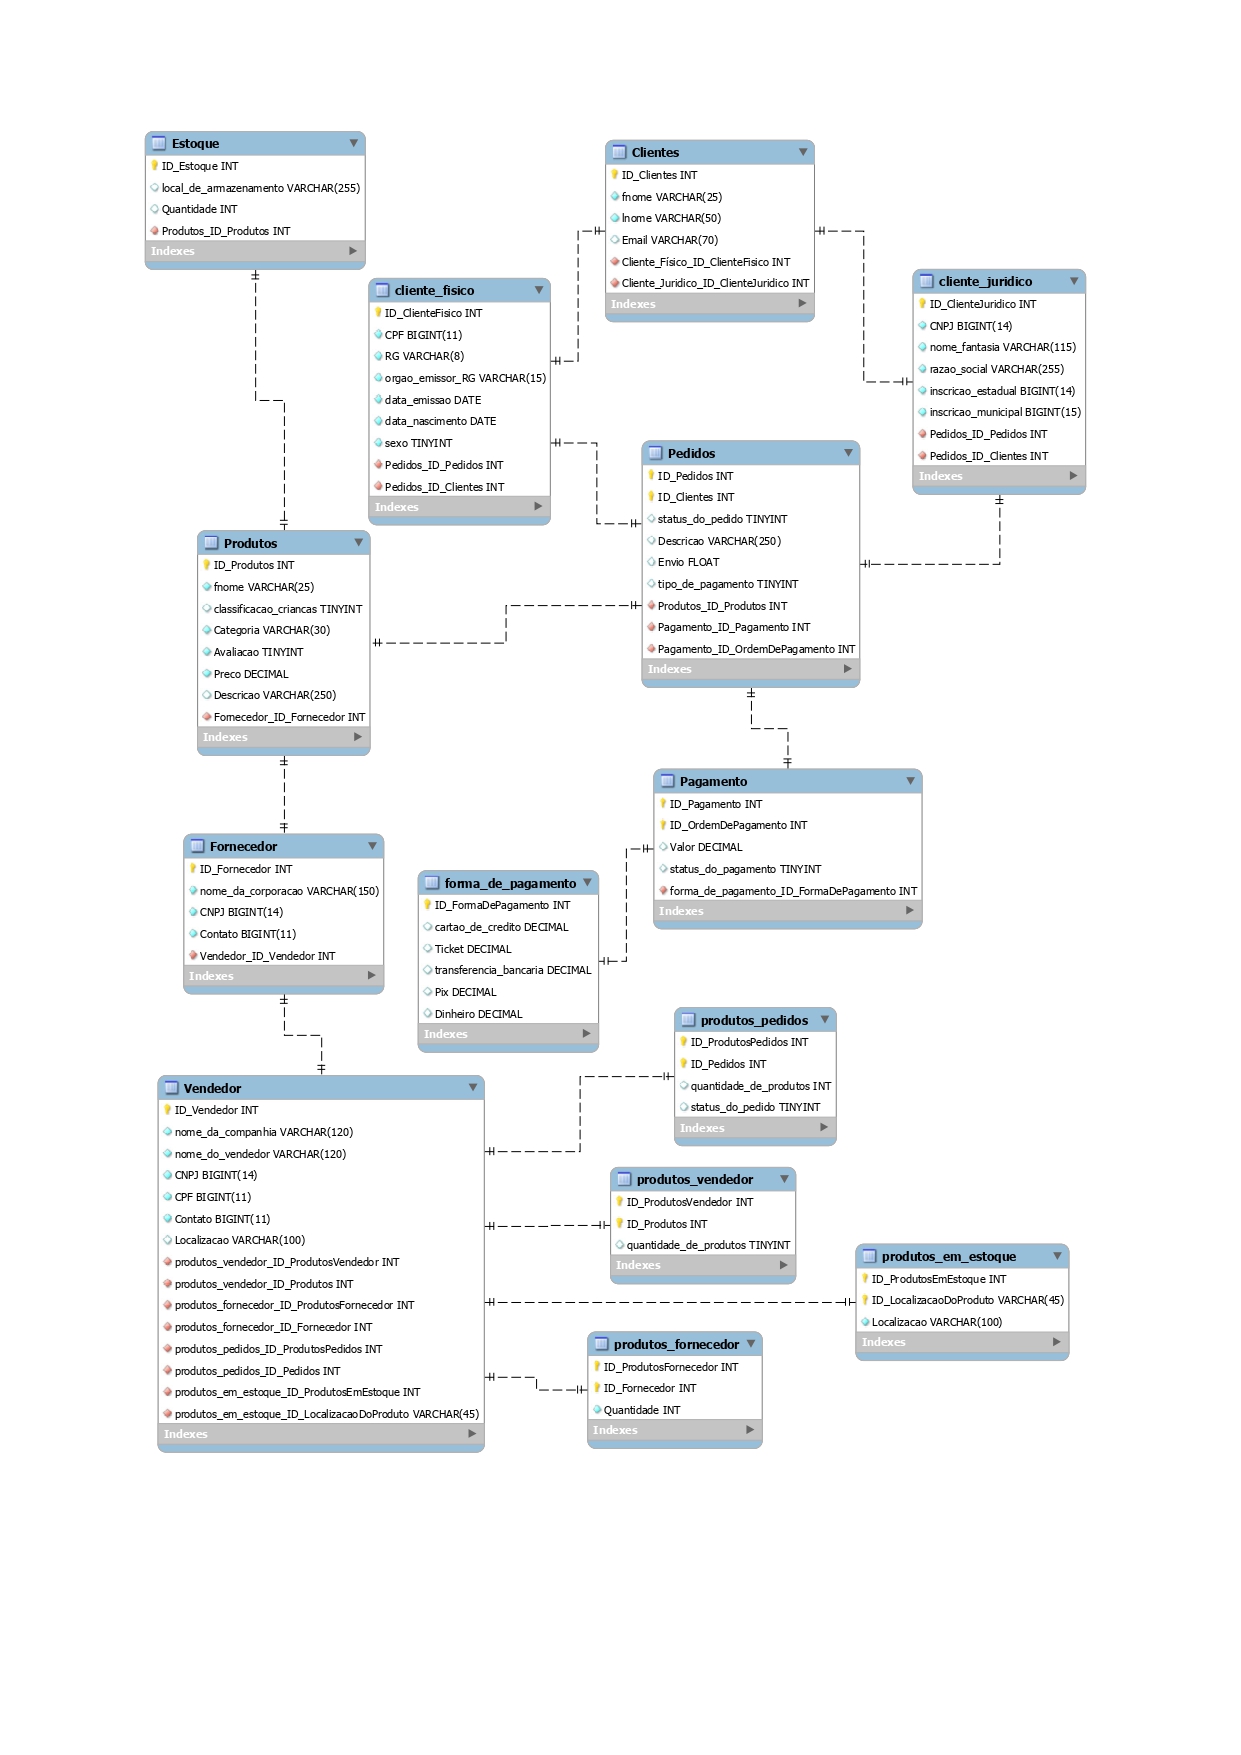 Estoque
ID_Estoque INT
local_de_armazenamento VARCHAR(255)
Quantidade INT
Produtos_ID_Produtos INT
Indexes
Clientes
ID_Clientes INT
fnome VARCHAR(25)
lnome VARCHAR(50)
Email VARCHAR(70)
Cliente_Físico_ID_ClienteFisico INT
Cliente_Juridico_ID_ClienteJuridico INT
Indexes
cliente_fisico
ID_ClienteFisico INT
CPF BIGINT(11)
RG VARCHAR(8)
orgao_emissor_RG VARCHAR(15)
data_emissao DATE
data_nascimento DATE
sexo TINYINT
Pedidos_ID_Pedidos INT
Pedidos_ID_Clientes INT
Indexes
cliente_juridico
ID_ClienteJuridico INT
CNPJ BIGINT(14)
nome_fantasia VARCHAR(115)
razao_social VARCHAR(255)
inscricao_estadual BIGINT(14)
inscricao_municipal BIGINT(15)
Pedidos_ID_Pedidos INT
Pedidos_ID_Clientes INT
Indexes
Pedidos
ID_Pedidos INT
ID_Clientes INT
status_do_pedido TINYINT
Descricao VARCHAR(250)
Envio FLOAT
tipo_de_pagamento TINYINT
Produtos_ID_Produtos INT
Pagamento_ID_Pagamento INT
Pagamento_ID_OrdemDePagamento INT
Indexes
Produtos
ID_Produtos INT
fnome VARCHAR(25)
classificacao_criancas TINYINT
Categoria VARCHAR(30)
Avaliacao TINYINT
Preco DECIMAL
Descricao VARCHAR(250)
Fornecedor_ID_Fornecedor INT
Indexes
Pagamento
ID_Pagamento INT
ID_OrdemDePagamento INT
Valor DECIMAL
status_do_pagamento TINYINT
forma_de_pagamento_ID_FormaDePagamento INT
Indexes
Fornecedor
ID_Fornecedor INT
nome_da_corporacao VARCHAR(150)
CNPJ BIGINT(14)
Contato BIGINT(11)
Vendedor_ID_Vendedor INT
Indexes
forma_de_pagamento
ID_FormaDePagamento INT
cartao_de_credito DECIMAL
Ticket DECIMAL
transferencia_bancaria DECIMAL
Pix DECIMAL
Dinheiro DECIMAL
Indexes
produtos_pedidos
ID_ProdutosPedidos INT
ID_Pedidos INT
quantidade_de_produtos INT
status_do_pedido TINYINT
Indexes
Vendedor
ID_Vendedor INT
nome_da_companhia VARCHAR(120)
nome_do_vendedor VARCHAR(120)
CNPJ BIGINT(14)
CPF BIGINT(11)
Contato BIGINT(11)
Localizacao VARCHAR(100)
produtos_vendedor_ID_ProdutosVendedor INT
produtos_vendedor_ID_Produtos INT
produtos_fornecedor_ID_ProdutosFornecedor INT
produtos_fornecedor_ID_Fornecedor INT
produtos_pedidos_ID_ProdutosPedidos INT
produtos_pedidos_ID_Pedidos INT
produtos_em_estoque_ID_ProdutosEmEstoque INT
produtos_em_estoque_ID_LocalizacaoDoProduto VARCHAR(45)
Indexes
produtos_vendedor
ID_ProdutosVendedor INT
ID_Produtos INT
quantidade_de_produtos TINYINT
Indexes
produtos_em_estoque
ID_ProdutosEmEstoque INT
ID_LocalizacaoDoProduto VARCHAR(45)
Localizacao VARCHAR(100)
Indexes
produtos_fornecedor
ID_ProdutosFornecedor INT
ID_Fornecedor INT
Quantidade INT
Indexes